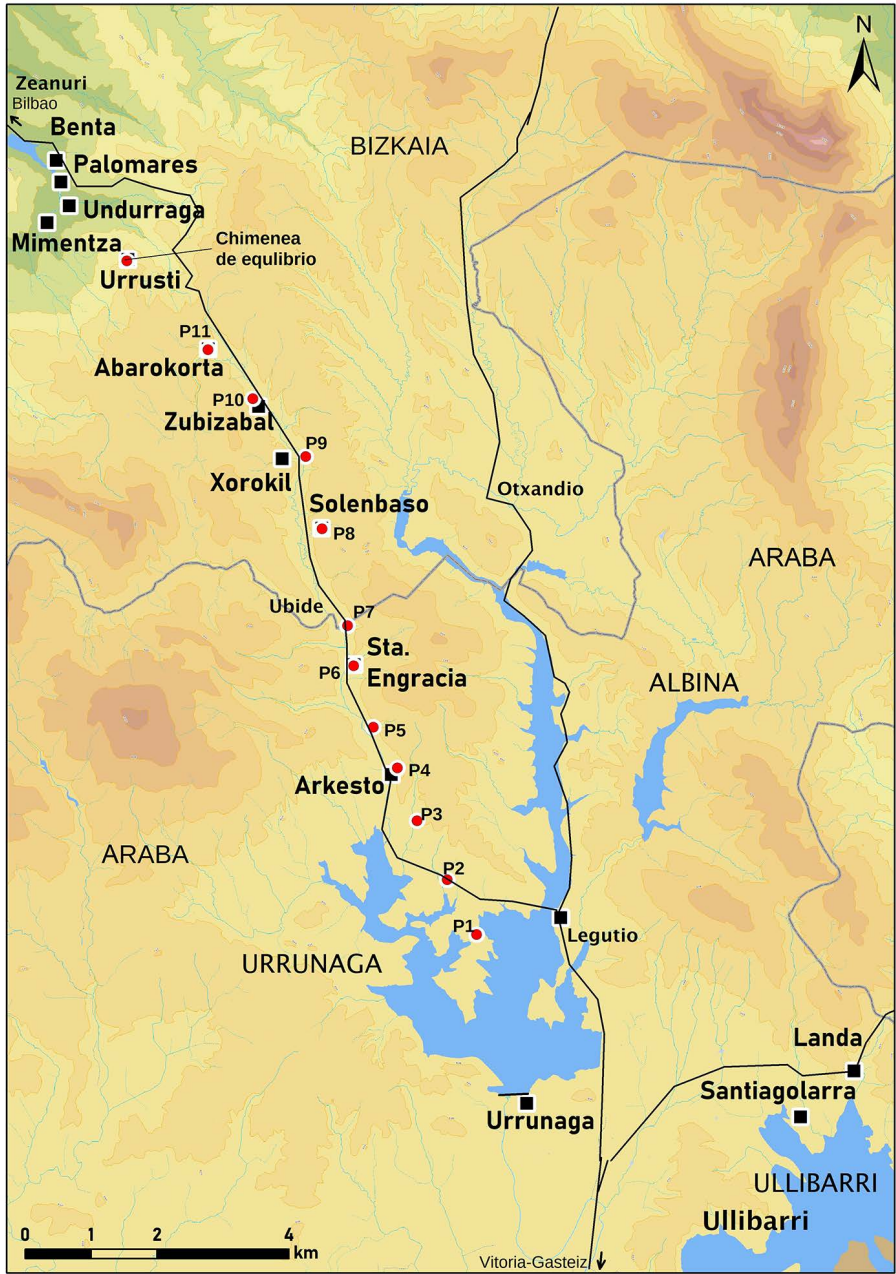 N
Zeanuri
Bilbao
Benta
BIZKAIA
Palomares
Undurraga
Mimentza
Chimenea
de equlibrio
Urrusti
P11
Abarokorta
P10
Zubizabal
P9
Xorokil
Otxandio
Solenbaso
P8
ARABA
Ubide
P7
Sta.
Engracia
P6
ALBINA
P5
P4
Arkesto
P3
ARABA
P2
P1
Legutio
URRUNAGA
Landa
Santiagolarra
Urrunaga
ULLIBARRI
Ullibarri
0 1 2 4
km
Vitoria-Gasteiz